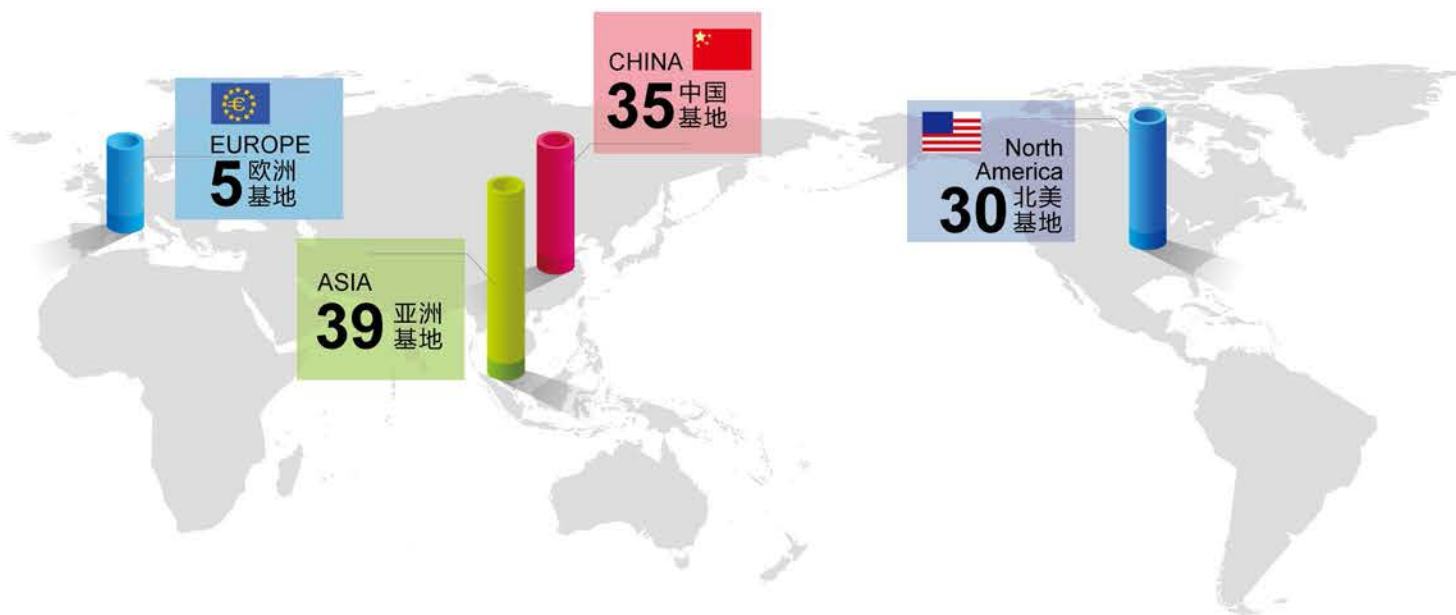 EUROPE
5 欧洲
基地
CHINA
35 中国
基地
ASIA
39 亚洲
基地
North
America
30 北美
基地